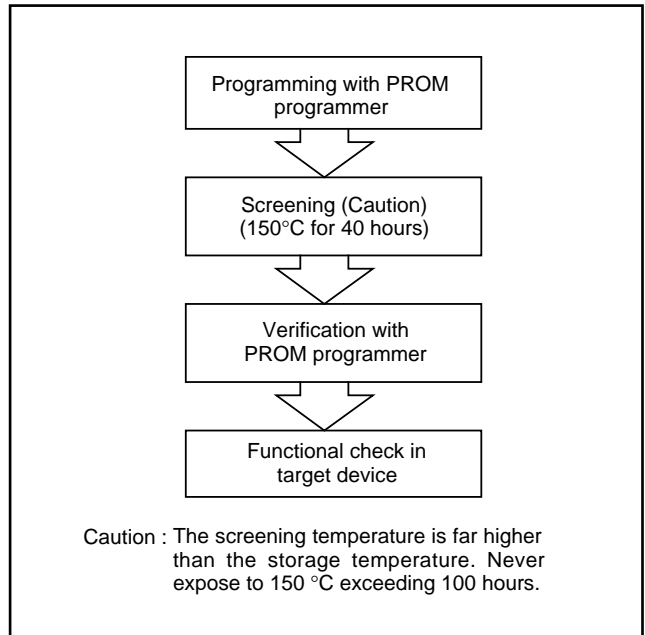 Programming with PROM
programmer
Screening (Caution)
(150°C for 40 hours)
Verification with
PROM programmer
Functional check in
target device
Caution : The screening temperature is far higher
than the storage temperature. Never
expose to 150 °C exceeding 100 hours.